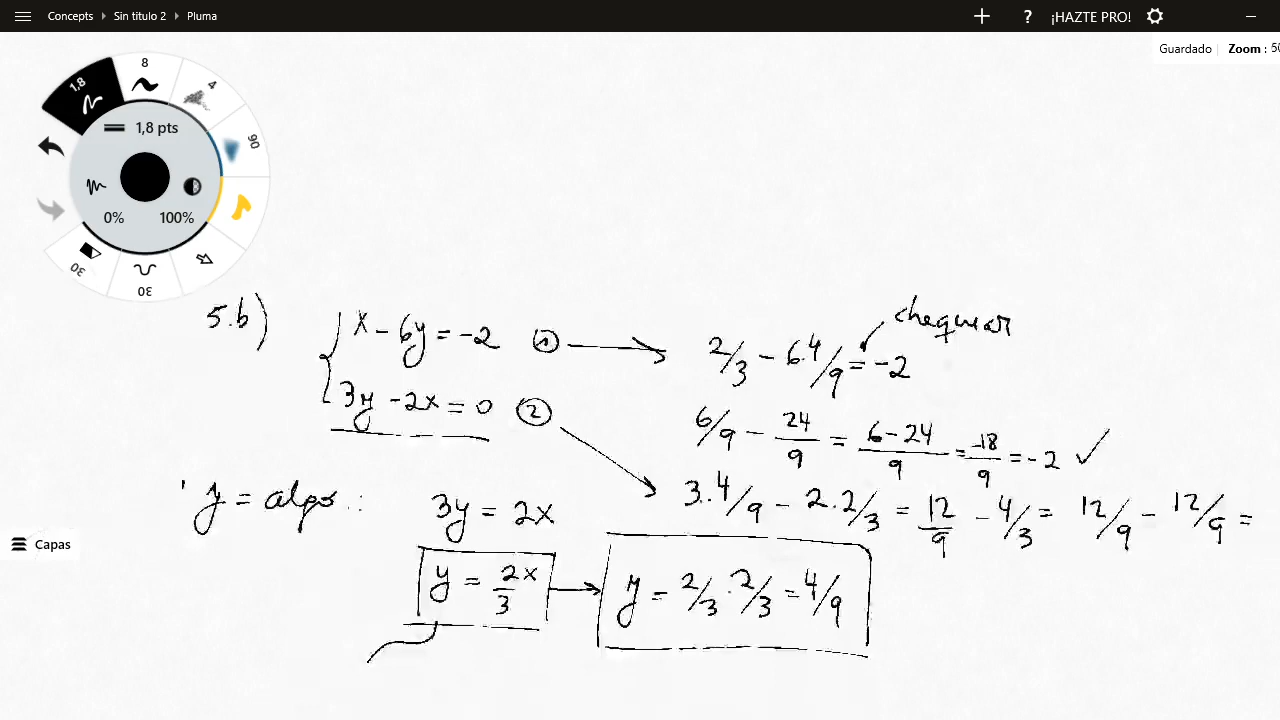 Concepts Sin titulo 2 Pluma
? ¡HAZTE PRO!
Guardado Zoom : 50
8
1,8
4
90
1,8 pts
0% 100%
30
30
Capas
5.b)
x - 6y = -2 ①
3y - 2x = 0 ②
chequear
2/3 - 6.4/9 = -2
6/9 - 24/9 = 6-24/9 = -18/9 = -2 ✓
3.4/9 - 2.2/3 = 12/9 - 4/3 = 12/9 - 12/9 =
y = algo :
3y = 2x
y = 2x/3
y = 2/3 . 2/3 = 4/9